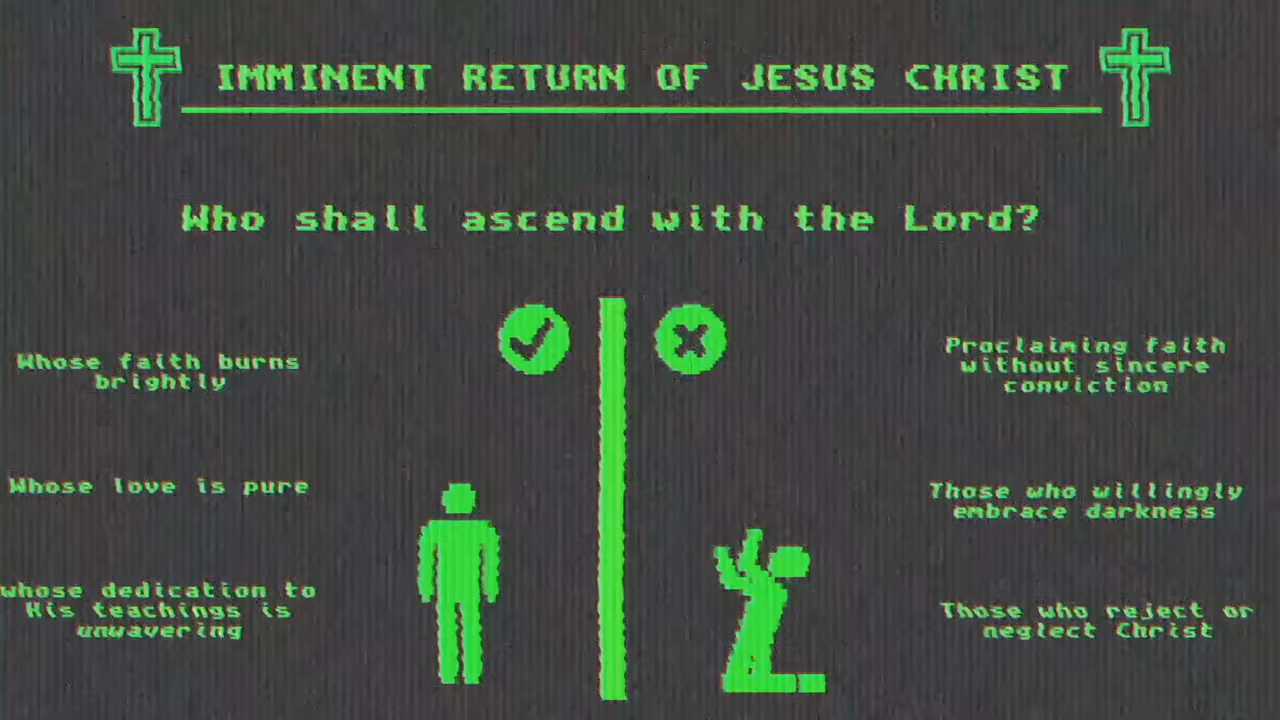 IMMINENT RETURN OF JESUS CHRIST
Who shall ascend with the Lord?
Whose faith burns
brightly
Whose love is pure
whose dedication to
His teachings is
unwavering
Proclaiming faith
without sincere
conviction
Those who willingly
embrace darkness
Those who reject or
neglect Christ